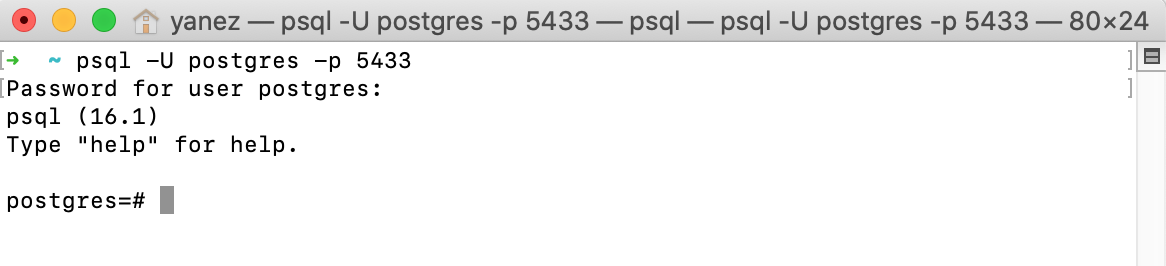 yanez — psql -U postgres -p 5433 — psql — psql -U postgres -p 5433 — 80×24
[➜  ~ psql -U postgres -p 5433 ]
[Password for user postgres: ]
psql (16.1)
Type "help" for help.
postgres=#